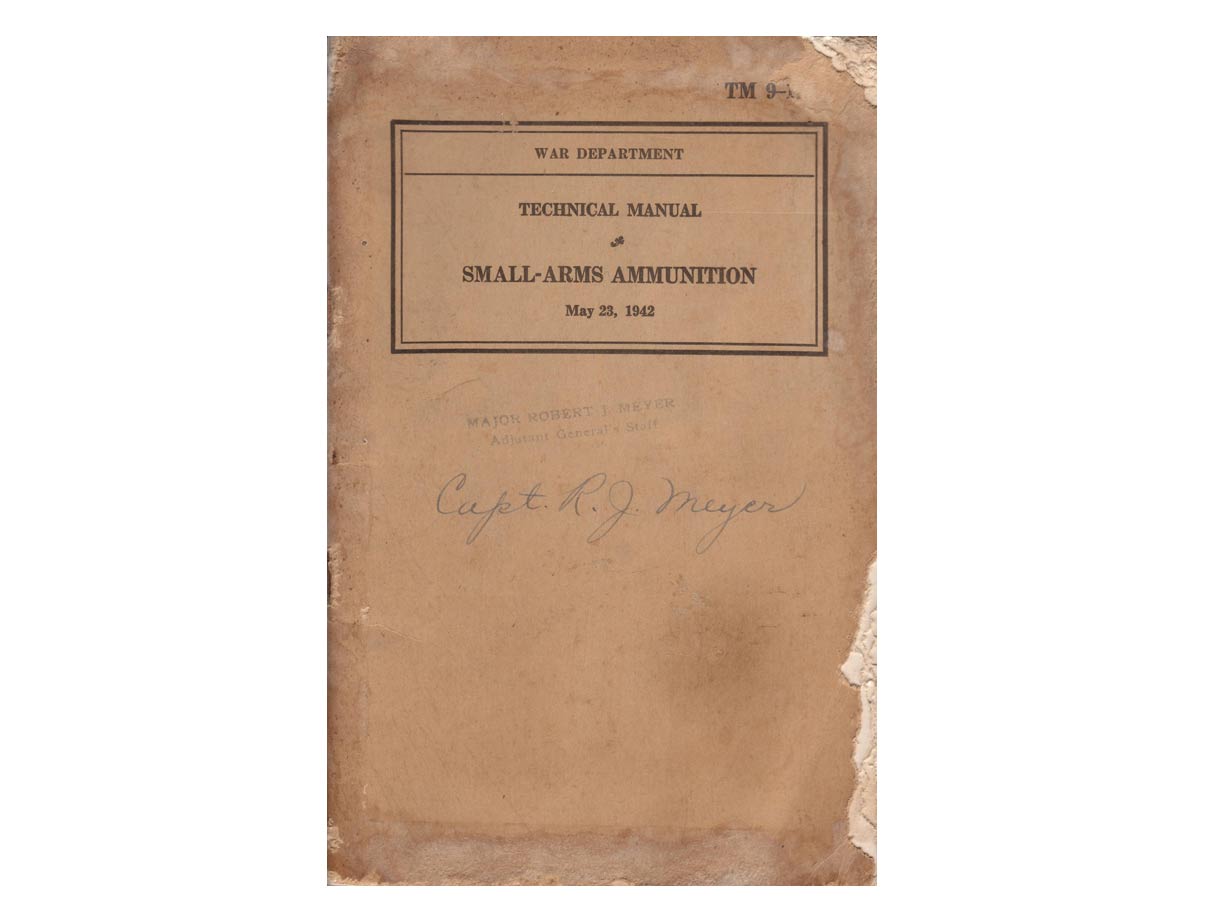 TM 9-1
WAR DEPARTMENT
TECHNICAL MANUAL
SMALL-ARMS AMMUNITION
May 23, 1942
MAJOR ROBERT J. MEYER
Adjutant General's Staff
Capt. R. J. Meyer